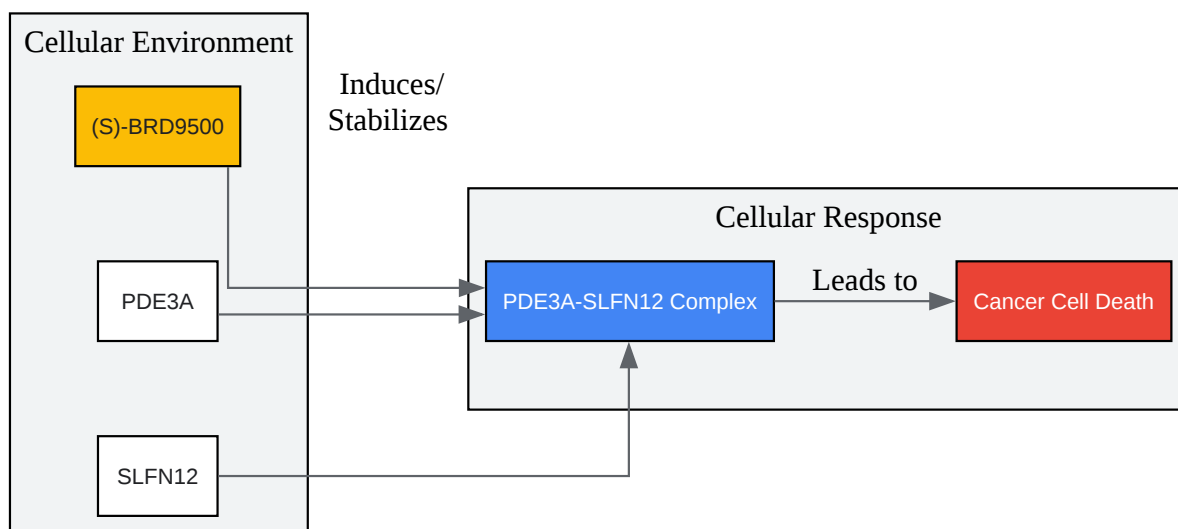 Cellular Environment
(S)-BRD9500
Induces/
Stabilizes
PDE3A
SLFN12
Cellular Response
PDE3A-SLFN12 Complex
Leads to
Cancer Cell Death